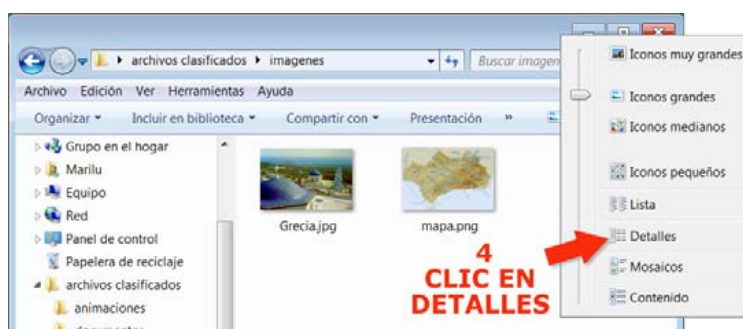 archivos clasificados imagenes
Buscar imagen
Archivo Edición Ver Herramientas Ayuda
Organizar Incluir en biblioteca Compartir con Presentación »
Grupo en el hogar
Marilu
Equipo
Red
Panel de control
Papelera de reciclaje
archivos clasificados
animaciones
Grecia.jpg
mapa.png
4
CLIC EN
DETALLES
Iconos muy grandes
Iconos grandes
Iconos medianos
Iconos pequeños
Lista
Detalles
Mosaicos
Contenido